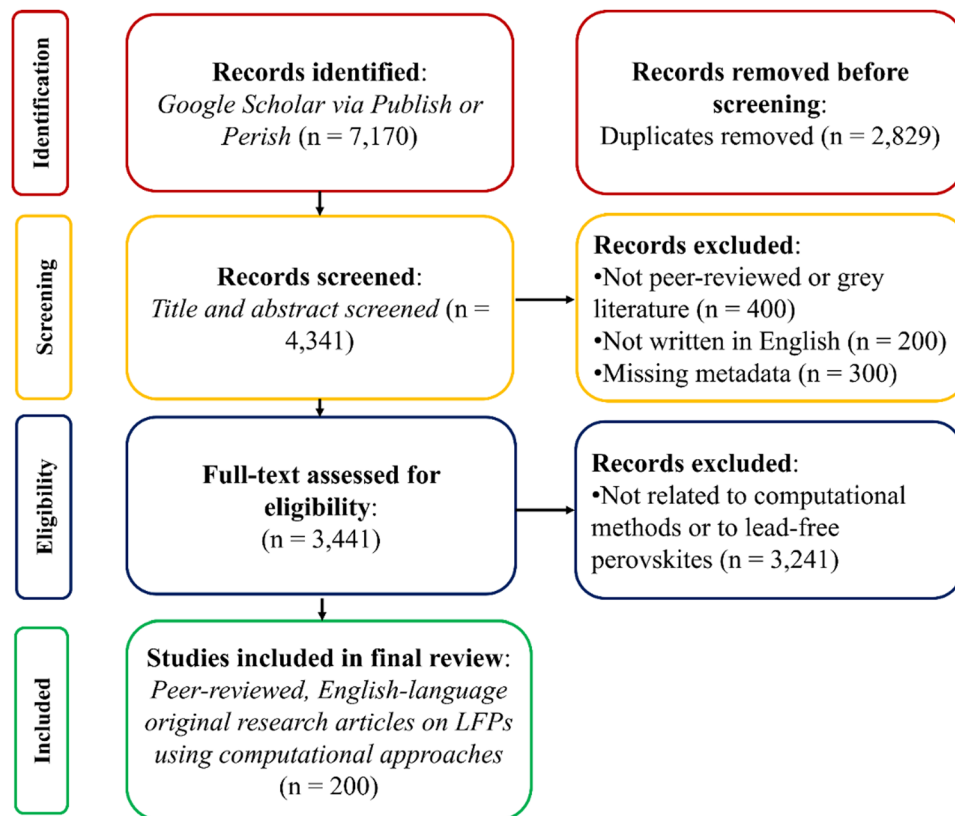 Identification
Records identified:
Google Scholar via Publish or
Perish (n = 7,170)
Records removed before
screening:
Duplicates removed (n = 2,829)
Screening
Records screened:
Title and abstract screened (n =
4,341)
Records excluded:
•Not peer-reviewed or grey
literature (n = 400)
•Not written in English (n = 200)
•Missing metadata (n = 300)
Eligibility
Full-text assessed for
eligibility:
(n = 3,441)
Records excluded:
•Not related to computational
methods or to lead-free
perovskites (n = 3,241)
Included
Studies included in final review:
Peer-reviewed, English-language
original research articles on LFPs
using computational approaches
(n = 200)